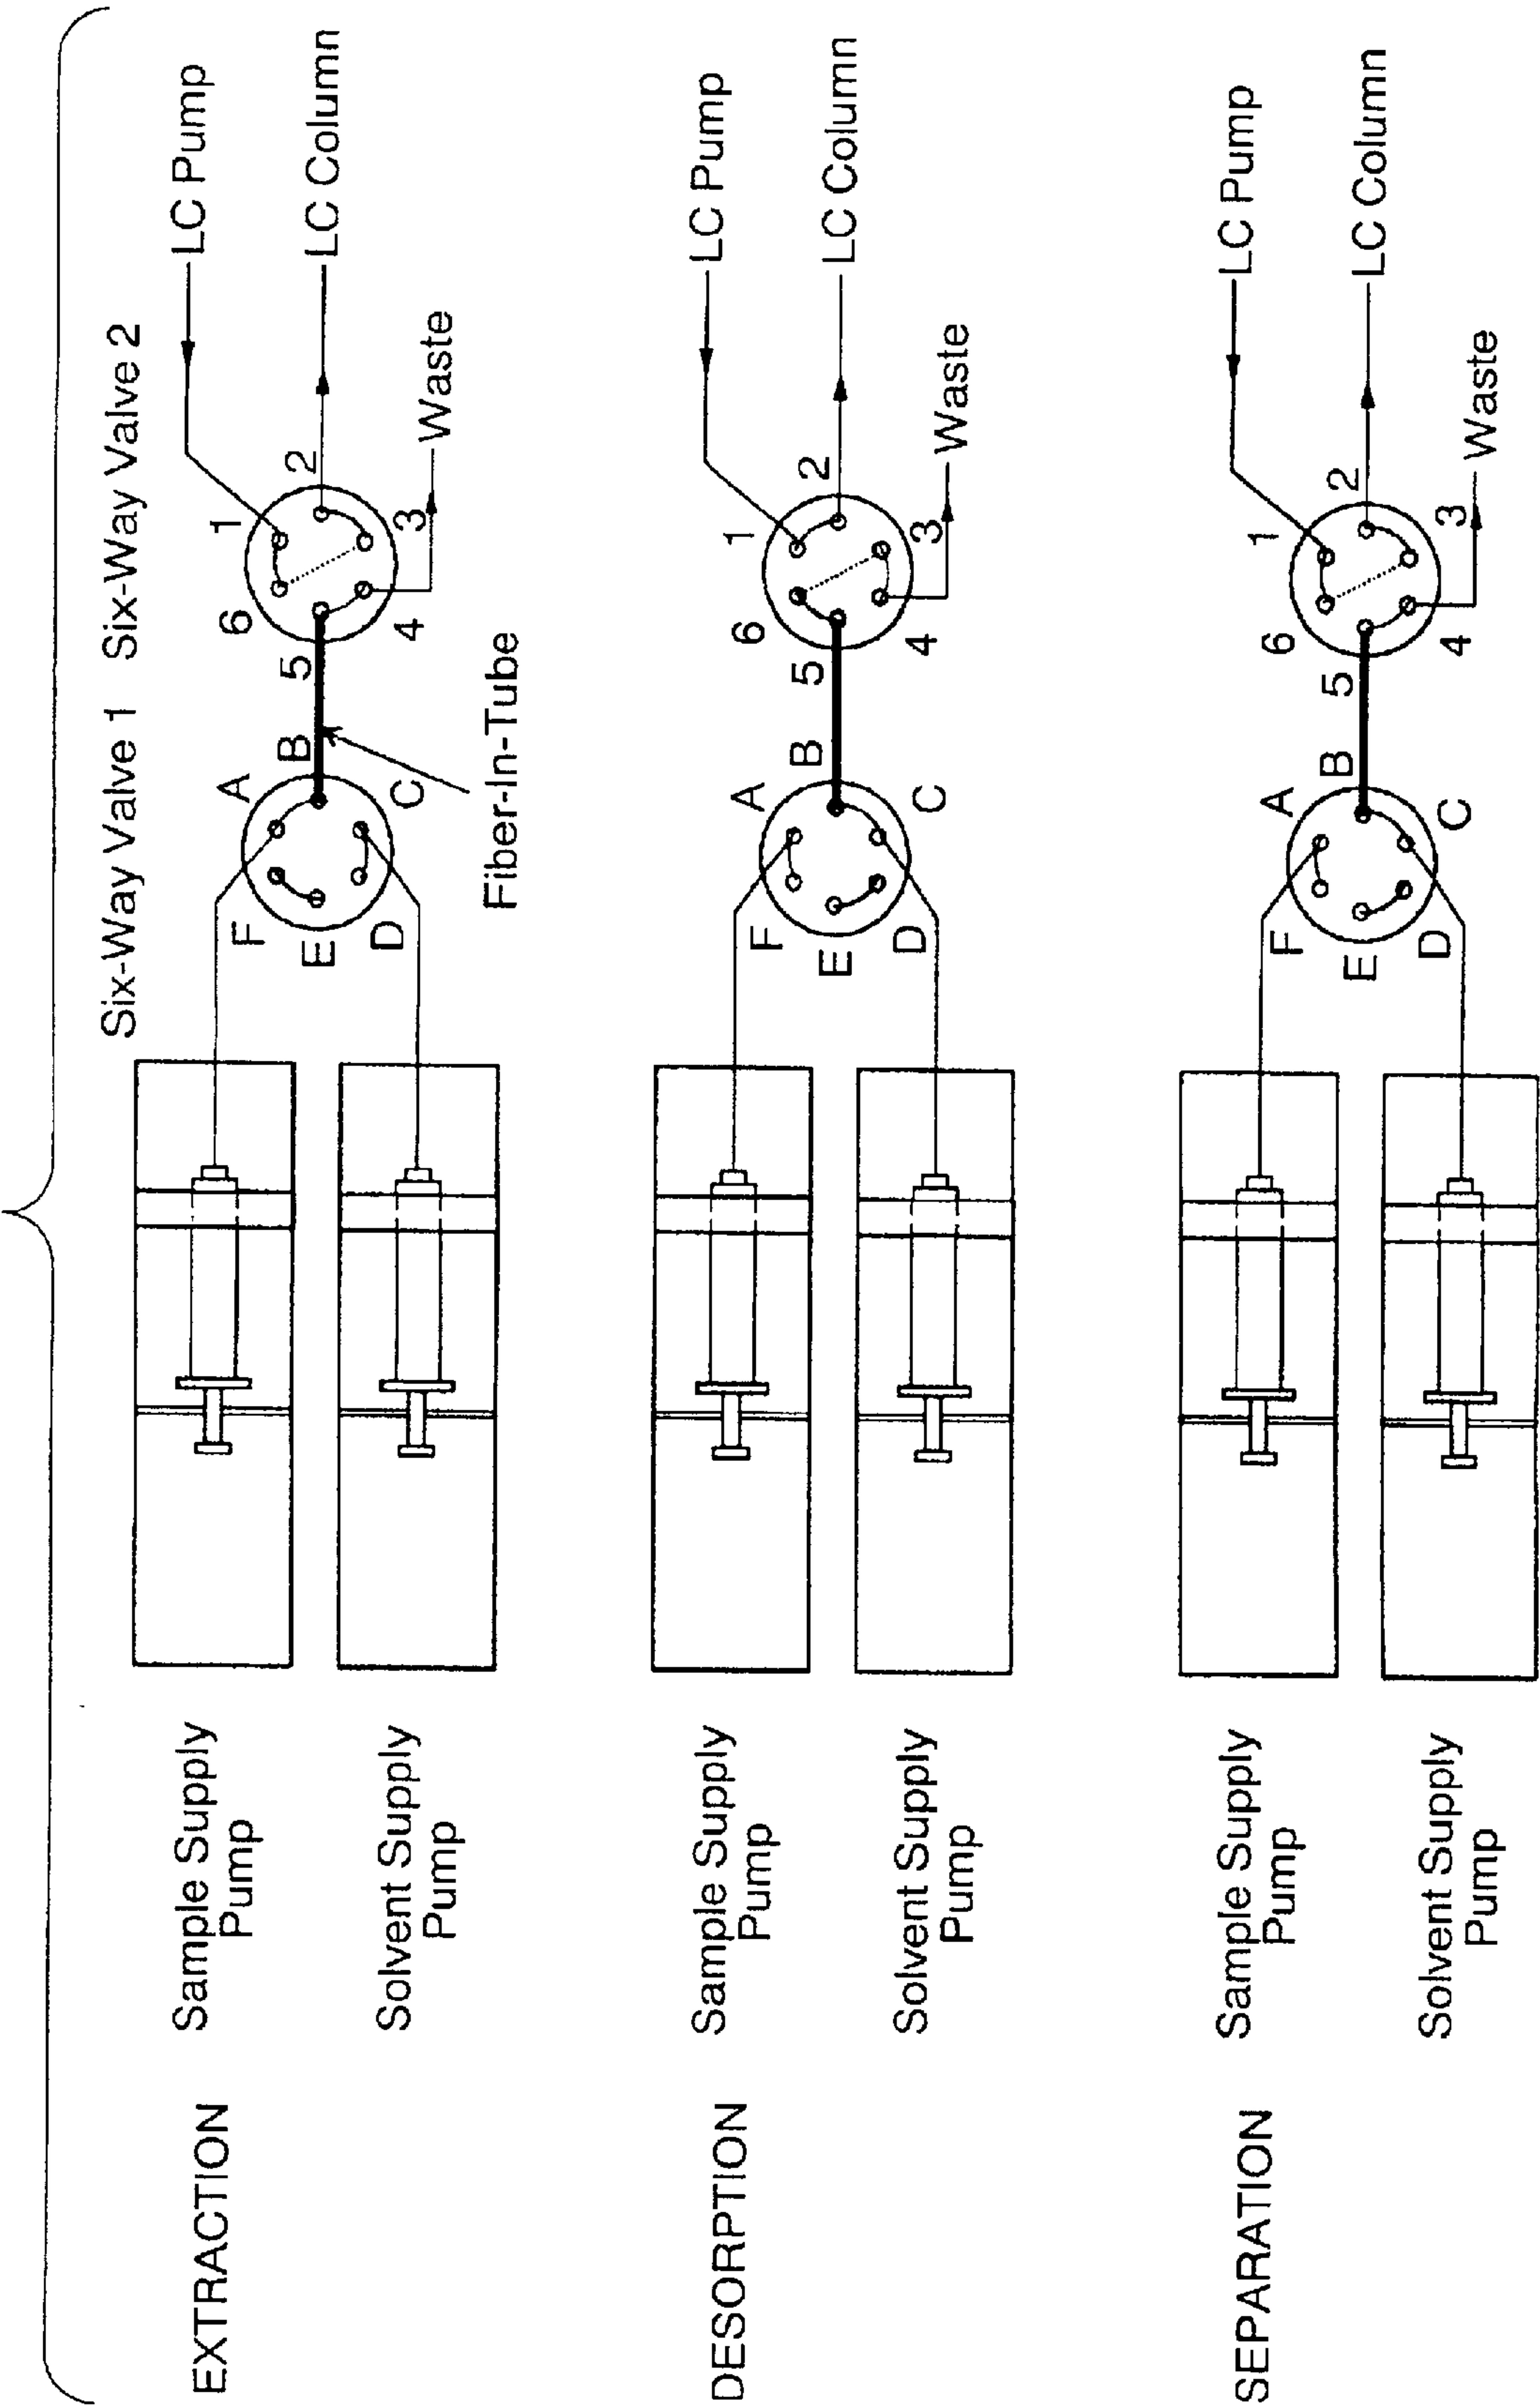 Six-Way Valve 1 Six-Way Valve 2
EXTRACTION
Sample Supply
Pump
Solvent Supply
Pump
F
A
E
B
D
C
Fiber-In-Tube
6
1
5
2
4
3
LC Pump
LC Column
Waste
DESORPTION
Sample Supply
Pump
Solvent Supply
Pump
F
A
E
B
D
C
6
1
5
2
4
3
LC Pump
LC Column
Waste
SEPARATION
Sample Supply
Pump
Solvent Supply
Pump
F
A
E
B
D
C
6
1
5
2
4
3
LC Pump
LC Column
Waste